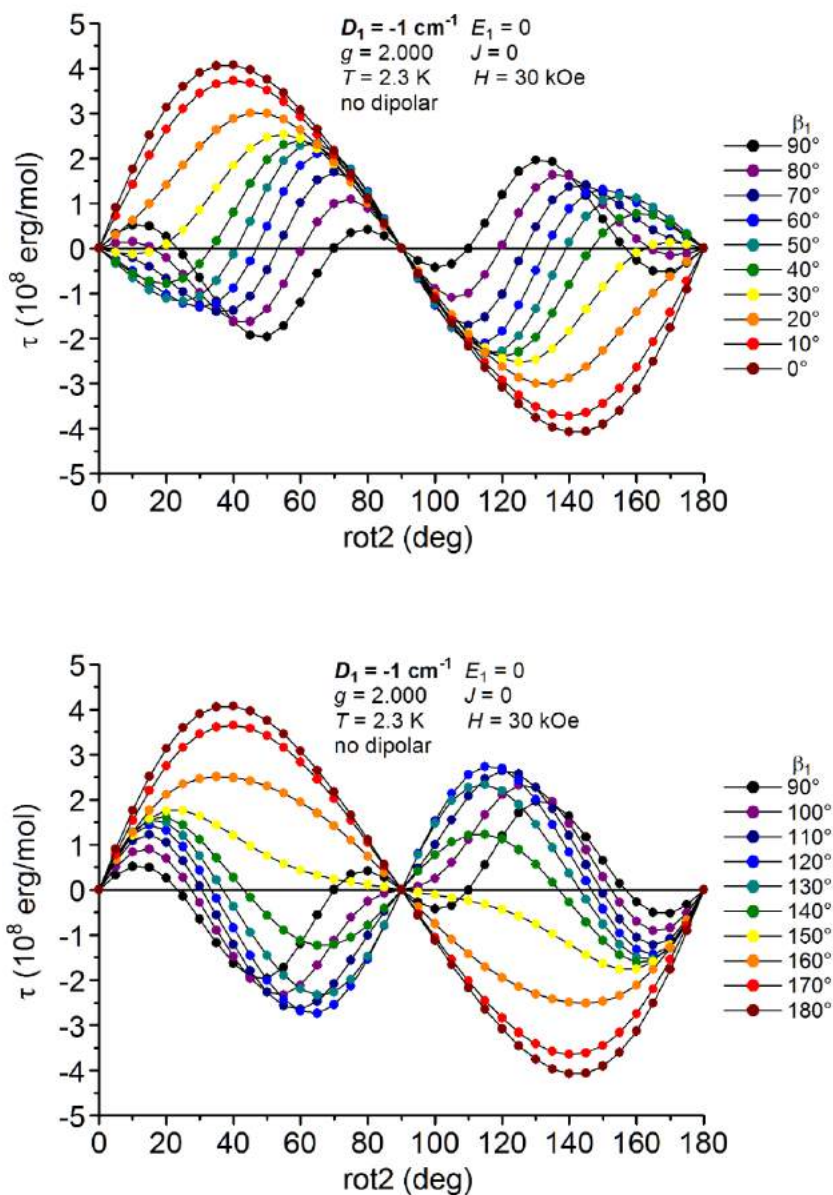 D₁ = -1 cm⁻¹ E₁ = 0
g = 2.000 J = 0
T = 2.3 K H = 30 kOe
no dipolar
5
4
3
2
1
0
-1
-2
-3
-4
-5
τ (10⁸ erg/mol)
0 20 40 60 80 100 120 140 160 180
rot2 (deg)
β₁
90°
80°
70°
60°
50°
40°
30°
20°
10°
0°
D₁ = -1 cm⁻¹ E₁ = 0
g = 2.000 J = 0
T = 2.3 K H = 30 kOe
no dipolar
5
4
3
2
1
0
-1
-2
-3
-4
-5
τ (10⁸ erg/mol)
0 20 40 60 80 100 120 140 160 180
rot2 (deg)
β₁
90°
100°
110°
120°
130°
140°
150°
160°
170°
180°